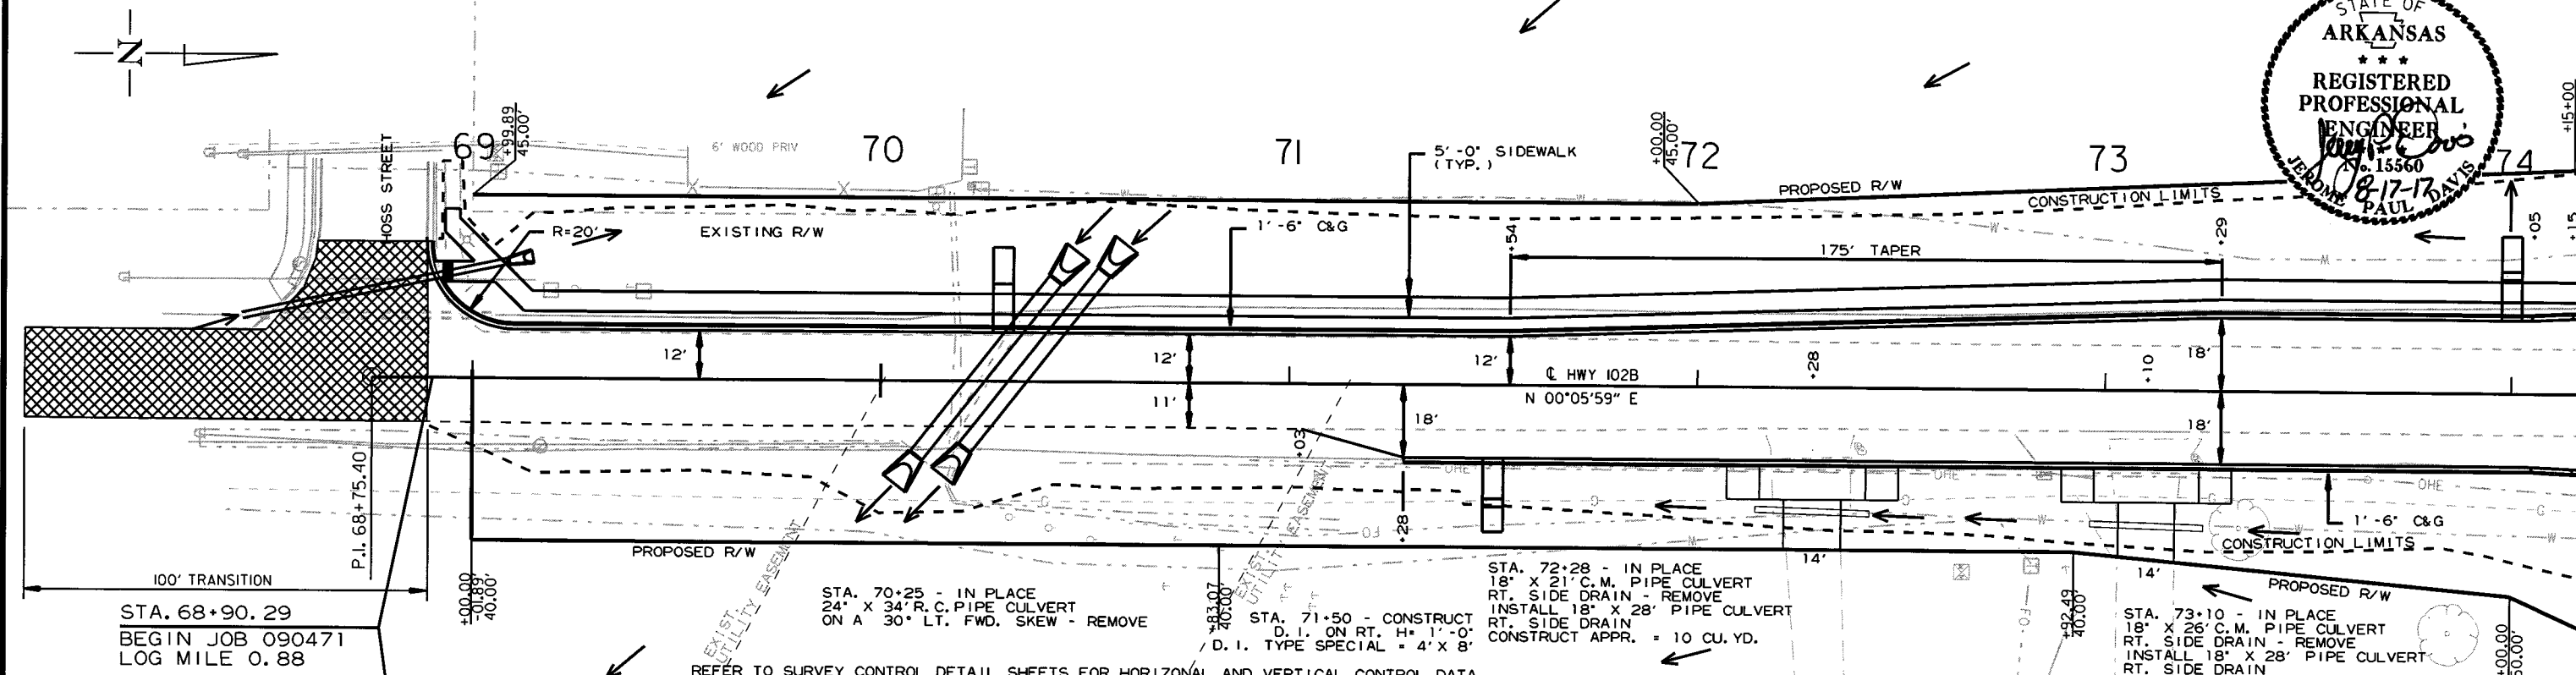 STATE OF
ARKANSAS
* * *
REGISTERED
PROFESSIONAL
ENGINEER
* * *
No. 15560
8-17-17
JEROME PAUL DAVIS
N
HOSS STREET
69
+99.89
45.00'
6' WOOD PRIV
70
71
5'-0" SIDEWALK
(TYP.)
+00.00
45.00'
72
73
74
+15+00
PROPOSED R/W
CONSTRUCTION LIMITS
R=20'
EXISTING R/W
1'-6" C&G
+54
175' TAPER
+29
+05
+15
12'
12'
12'
18'
℄ HWY 102B
N 00°05'59" E
+28
+10
11'
18'
18'
+03
OHE
OHE
OHE
+28
FO
P.I. 68+75.40
100' TRANSITION
PROPOSED R/W
14'
14'
1'-6" C&G
CONSTRUCTION LIMITS
PROPOSED R/W
+00.00
-01.89'
40.00'
EXIST.
UTILITY EASEMENT
+83.07
40.00'
EXIST.
UTILITY EASEMENT
+92.49
40.00'
FO
+00.00
STA. 68+90.29
BEGIN JOB 090471
LOG MILE 0.88
STA. 70+25 - IN PLACE
24" X 34' R.C. PIPE CULVERT
ON A 30° LT. FWD. SKEW - REMOVE
STA. 71+50 - CONSTRUCT
D.I. ON RT. H= 1'-0"
D.I. TYPE SPECIAL = 4' X 8'
STA. 72+28 - IN PLACE
18" X 21' C.M. PIPE CULVERT
RT. SIDE DRAIN - REMOVE
INSTALL 18" X 28' PIPE CULVERT
RT. SIDE DRAIN
CONSTRUCT APPR. = 10 CU. YD.
STA. 73+10 - IN PLACE
18" X 26' C.M. PIPE CULVERT
RT. SIDE DRAIN - REMOVE
INSTALL 18" X 28' PIPE CULVERT
RT. SIDE DRAIN
REFER TO SURVEY CONTROL DETAIL SHEETS FOR HORIZONAL AND VERTICAL CONTROL DATA